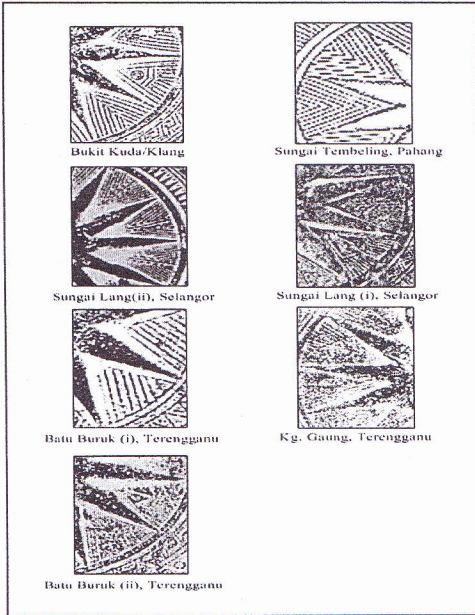 Bukit Kuda/Klang
Sungai Tembeling, Pahang
Sungai Lang(ii), Selangor
Sungai Lang (i), Selangor
Batu Buruk (i), Terengganu
Kg. Gaung, Terengganu
Batu Buruk (ii), Terengganu